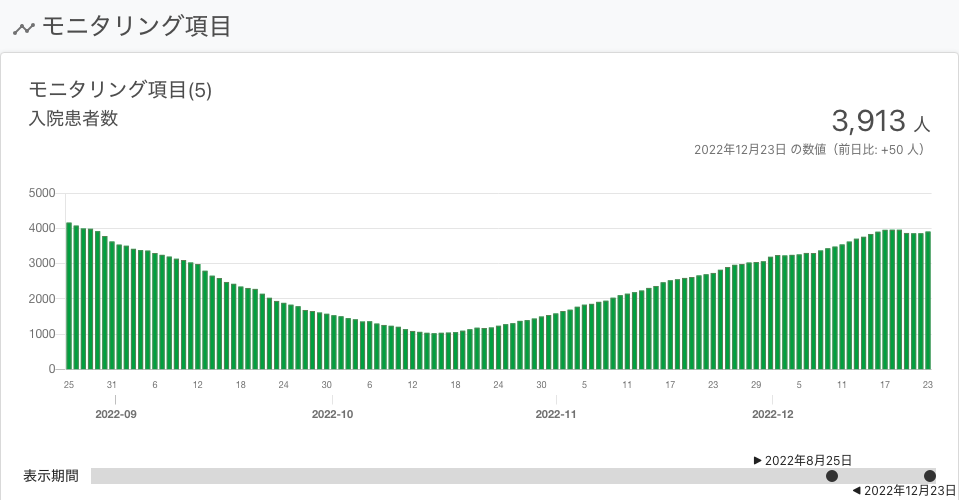 モニタリング項目
モニタリング項目(5)
入院患者数
3,913 人
2022年12月23日 の数値（前日比: +50 人）
5000
4000
3000
2000
1000
0
25 31 6 12 18 24 30 6 12 18 24 30 5 11 17 23 29 5 11 17 23
2022-09 2022-10 2022-11 2022-12
▶ 2022年8月25日
表示期間
◀ 2022年12月23日